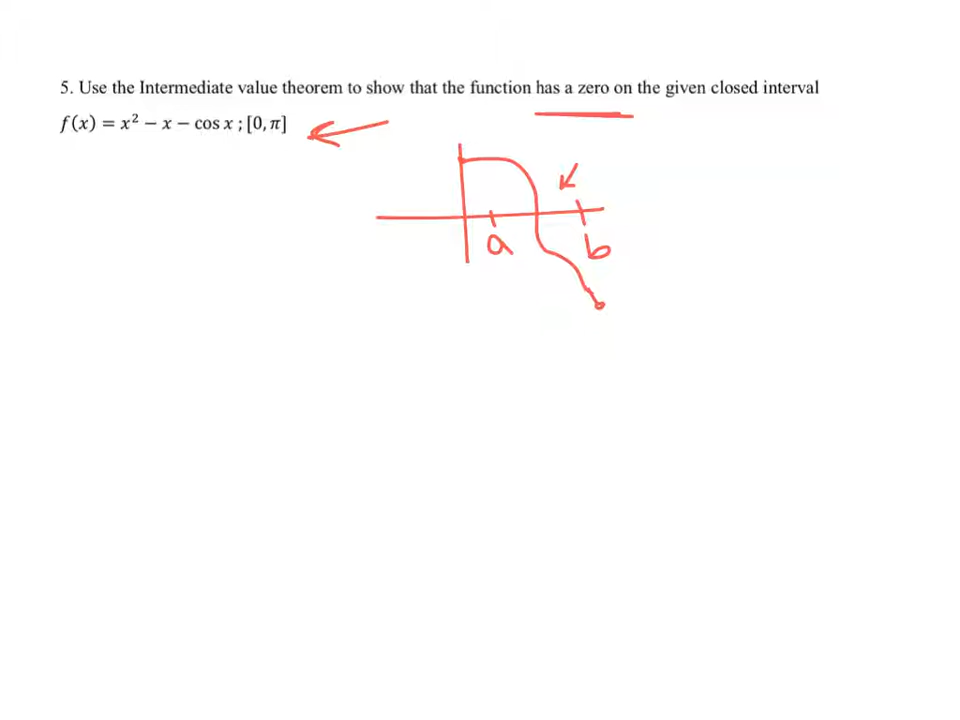 5. Use the Intermediate value theorem to show that the function has a zero on the given closed interval
f(x) = x² − x − cos x ; [0, π]
a b